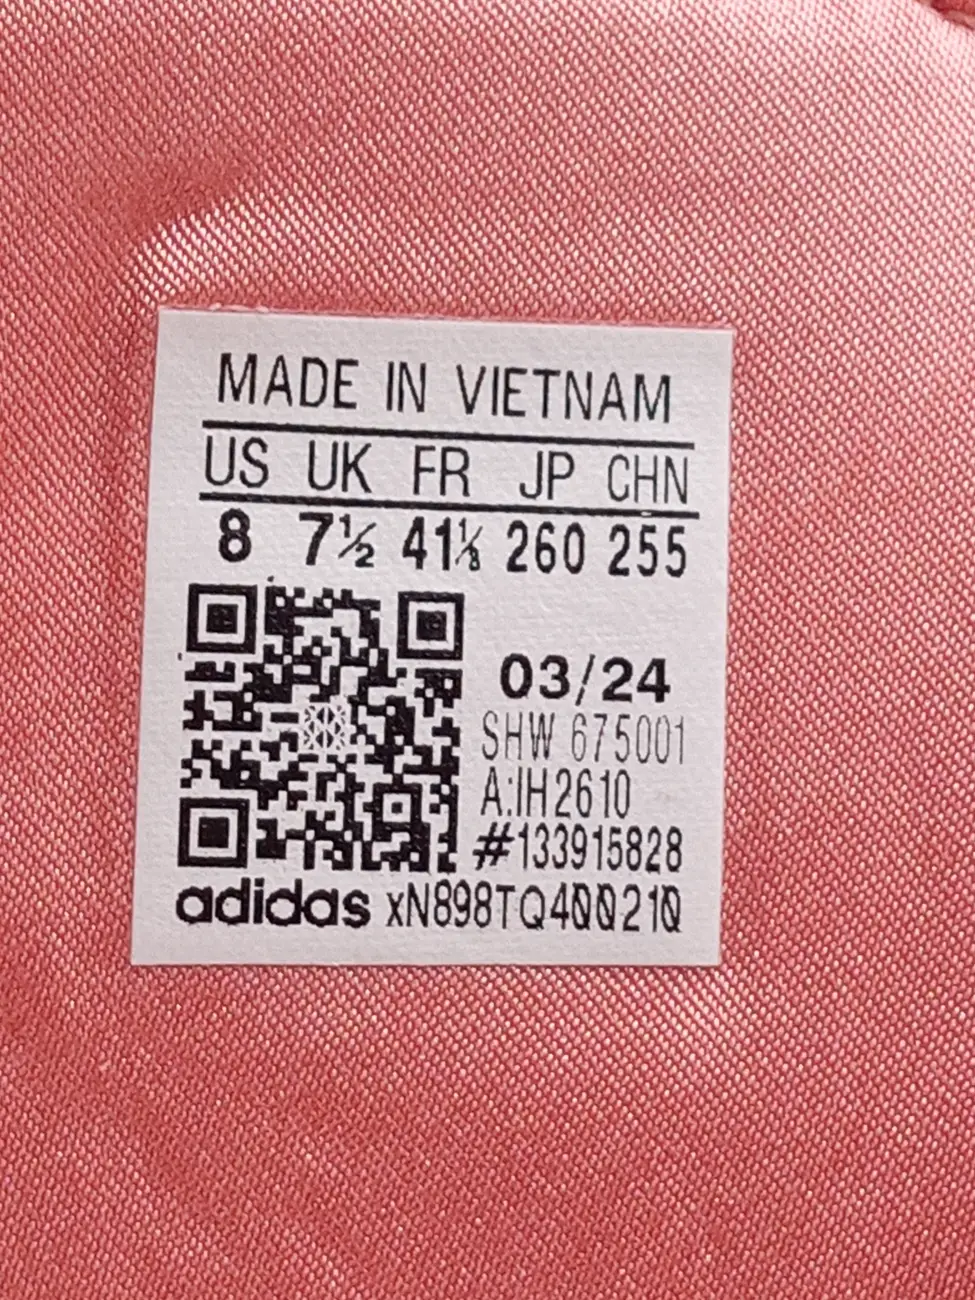 MADE IN VIETNAM
US UK FR JP CHN
8 7½ 41⅓ 260 255
03/24
SHW 675001
A:IH2610
#133915828
adidas xN898TQ400210